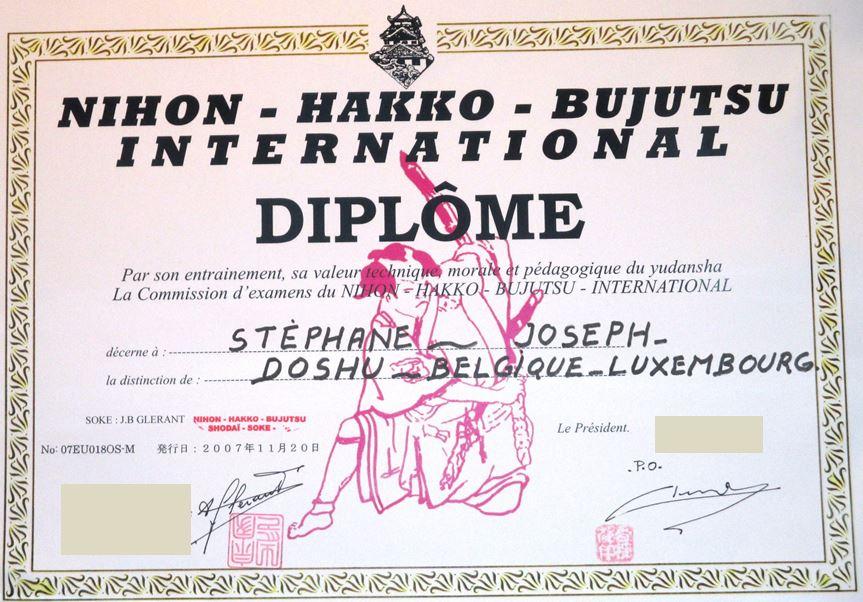 NIHON - HAKKO - BUJUTSU
INTERNATIONAL
DIPLÔME
Par son entrainement, sa valeur technique, morale et pédagogique du yudansha
La Commission d'examens du NIHON - HAKKO - BUJUTSU - INTERNATIONAL
décerne à : STÉPHANE ~ JOSEPH-
la distinction de : DOSHU - BELGIQUE - LUXEMBOURG.
SOKE : J.B GLERANT NIHON - HAKKO - BUJUTSU
SHODAÏ - SOKE -
Le Président.
No: 07EU018OS-M 発行日：2007年11月20日
- P.O. -